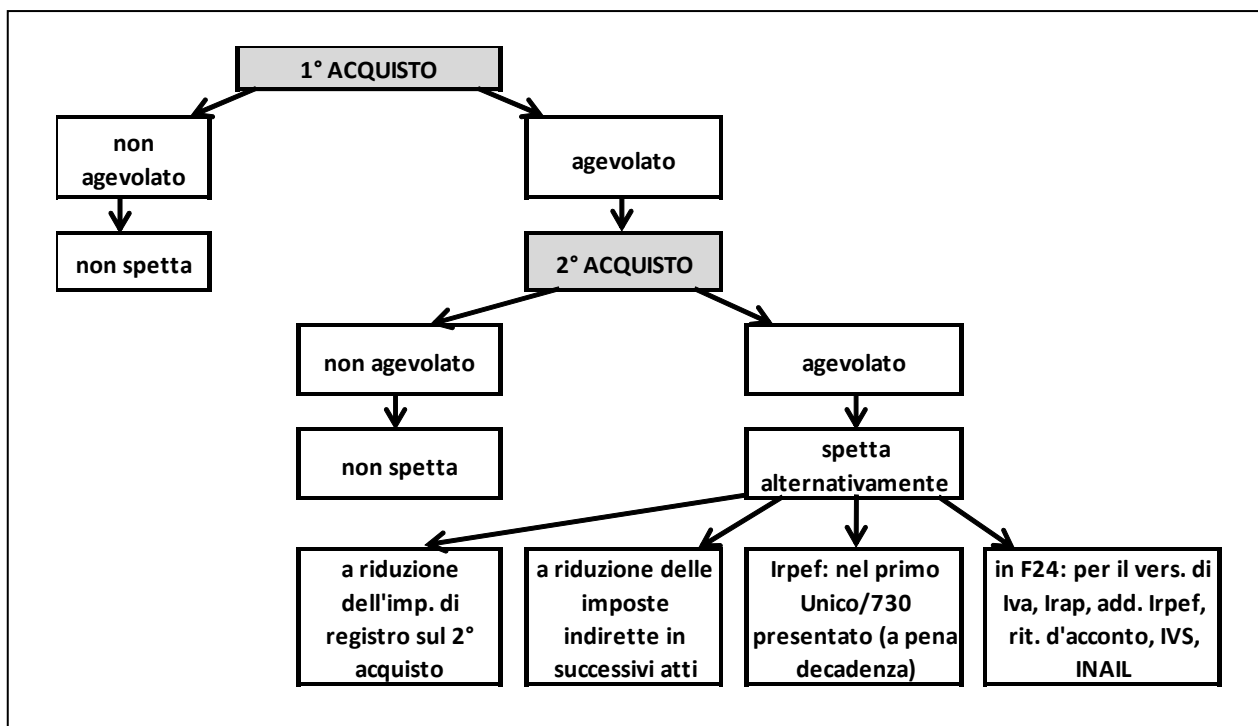 1° ACQUISTO
non
agevolato
agevolato
non spetta
2° ACQUISTO
non agevolato
agevolato
non spetta
spetta
alternativamente
a riduzione
dell'imp. di
registro sul 2°
acquisto
a riduzione delle
imposte
indirette in
successivi atti
Irpef: nel primo
Unico/730
presentato (a pena
decadenza)
in F24: per il vers. di
Iva, Irap, add. Irpef,
rit. d'acconto, IVS,
INAIL